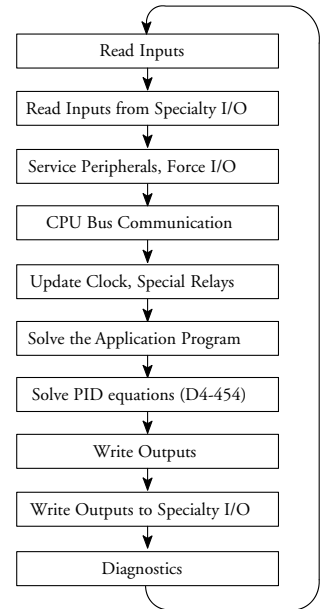 Read Inputs
Read Inputs from Specialty I/O
Service Peripherals, Force I/O
CPU Bus Communication
Update Clock, Special Relays
Solve the Application Program
Solve PID equations (D4-454)
Write Outputs
Write Outputs to Specialty I/O
Diagnostics